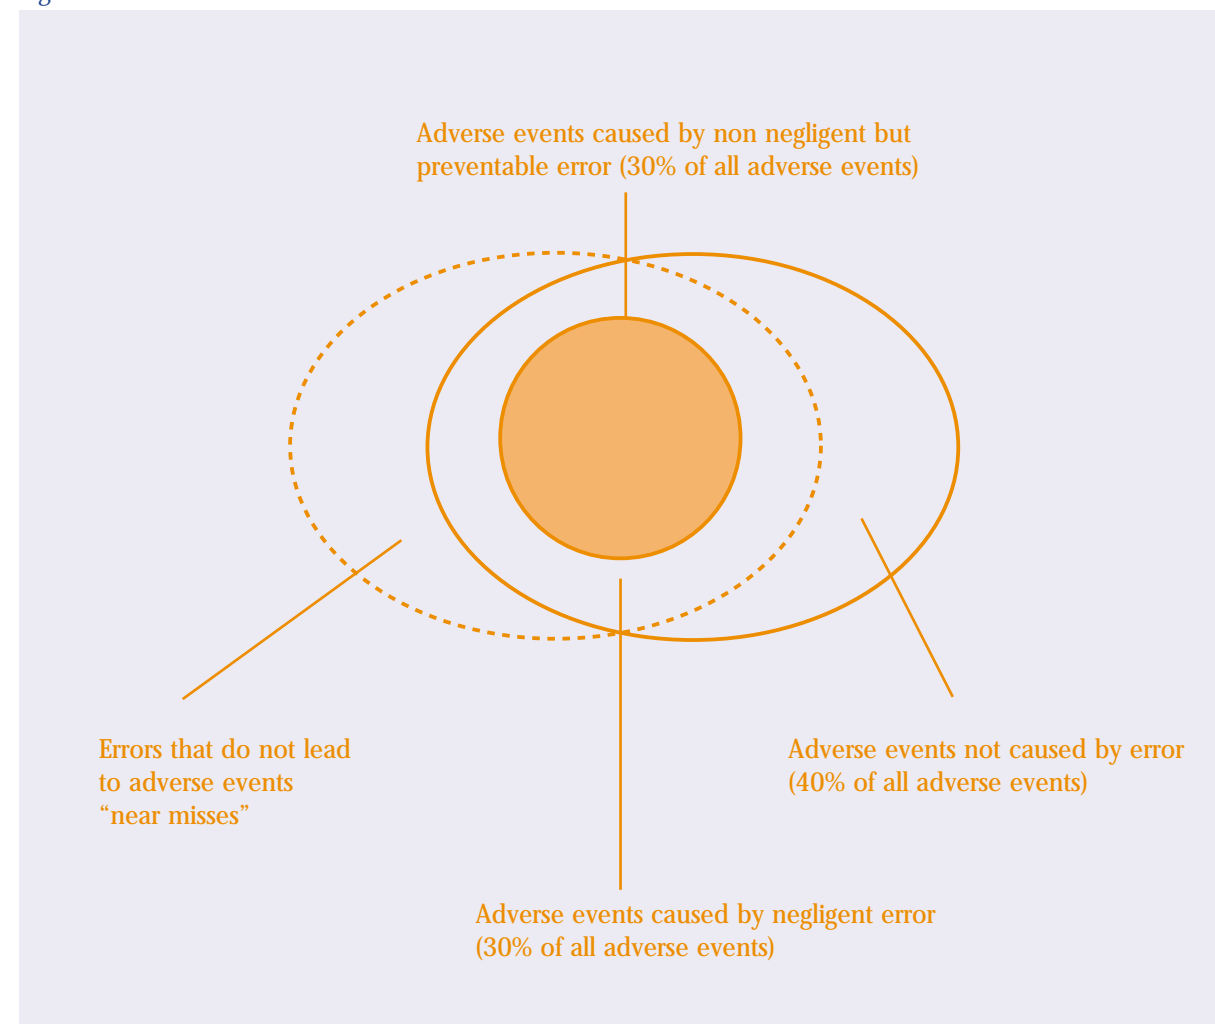 Adverse events caused by non negligent but
preventable error (30% of all adverse events)
Errors that do not lead
to adverse events
“near misses”
Adverse events not caused by error
(40% of all adverse events)
Adverse events caused by negligent error
(30% of all adverse events)